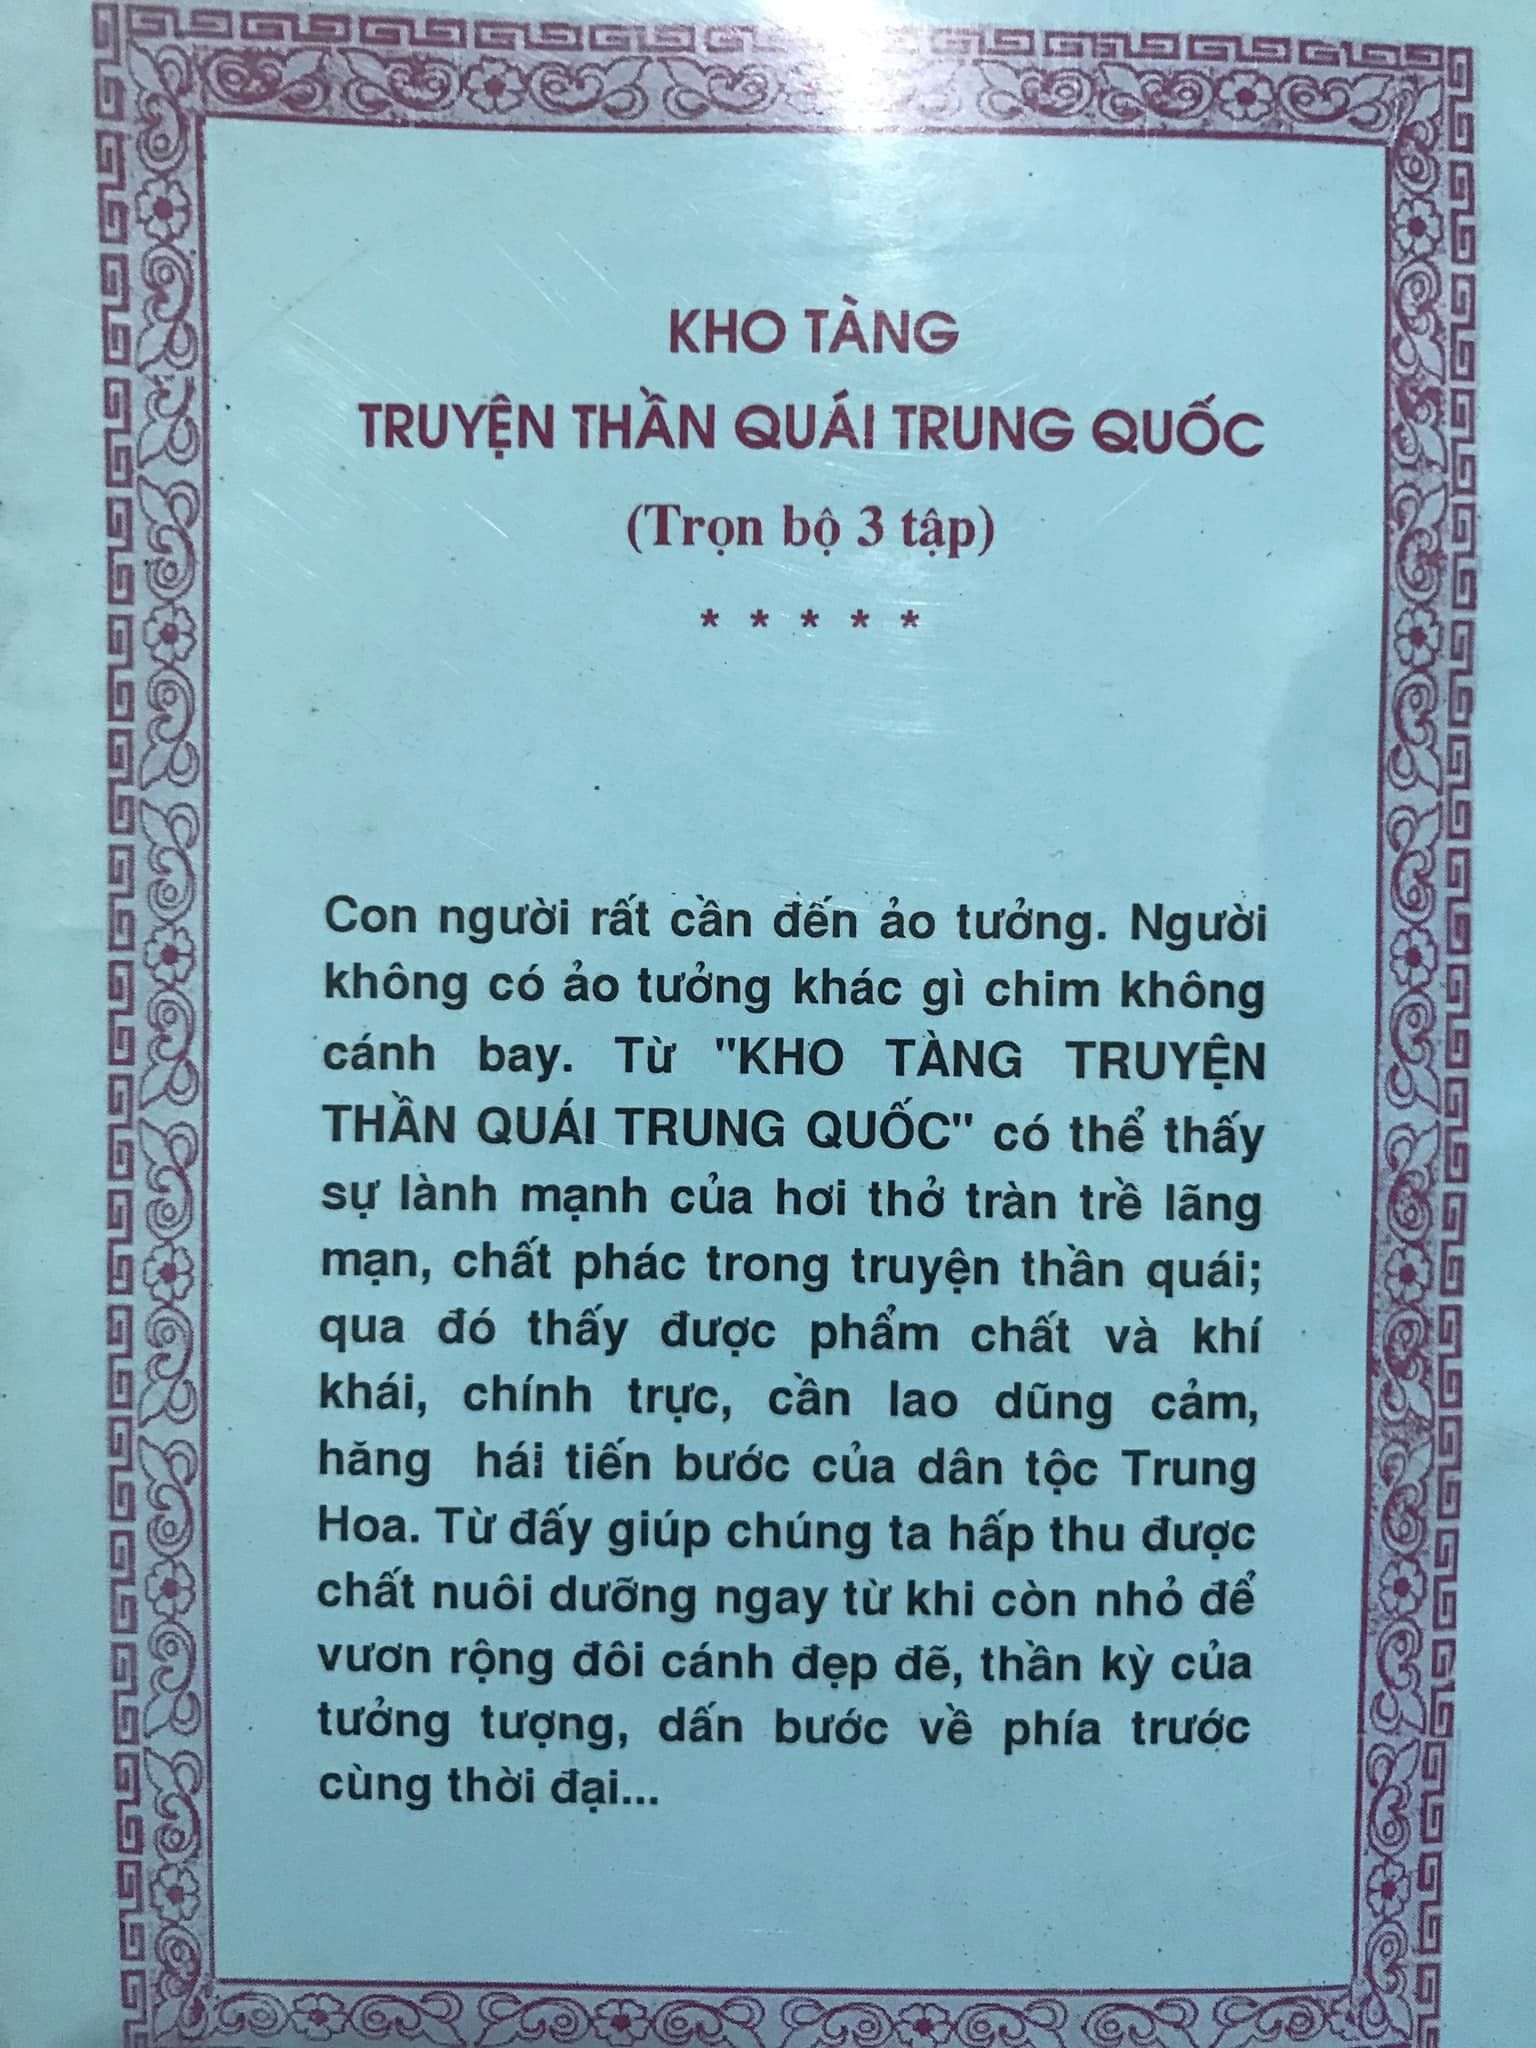 KHO TÀNG
TRUYỆN THẦN QUÁI TRUNG QUỐC
(Trọn bộ 3 tập)
* * * * *
Con người rất cần đến ảo tưởng. Người
không có ảo tưởng khác gì chim không
cánh bay. Từ "KHO TÀNG TRUYỆN
THẦN QUÁI TRUNG QUỐC" có thể thấy
sự lành mạnh của hơi thở tràn trề lãng
mạn, chất phác trong truyện thần quái;
qua đó thấy được phẩm chất và khí
khái, chính trực, cần lao dũng cảm,
hăng hái tiến bước của dân tộc Trung
Hoa. Từ đấy giúp chúng ta hấp thu được
chất nuôi dưỡng ngay từ khi còn nhỏ để
vươn rộng đôi cánh đẹp đẽ, thần kỳ của
tưởng tượng, dấn bước về phía trước
cùng thời đại...